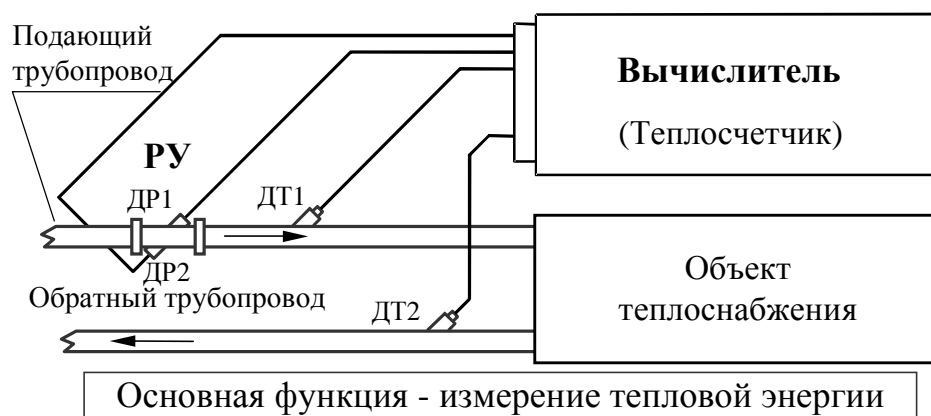 Подающий
трубопровод
Вычислитель
(Теплосчетчик)
РУ
ДР1
ДТ1
ДР2
Обратный трубопровод
ДТ2
Объект
теплоснабжения
Основная функция - измерение тепловой энергии